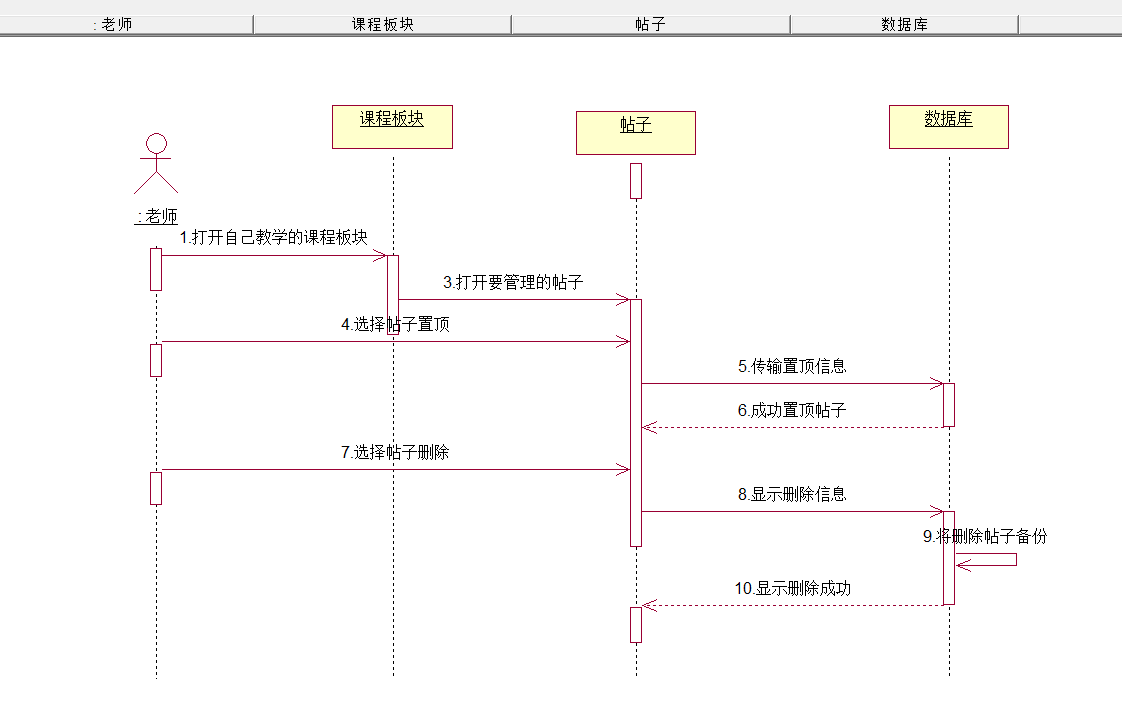 : 老师
课程板块
帖子
数据库
课程板块
帖子
数据库
: 老师
1.打开自己教学的课程板块
3.打开要管理的帖子
4.选择帖子置顶
5.传输置顶信息
6.成功置顶帖子
7.选择帖子删除
8.显示删除信息
9.将删除帖子备份
10.显示删除成功